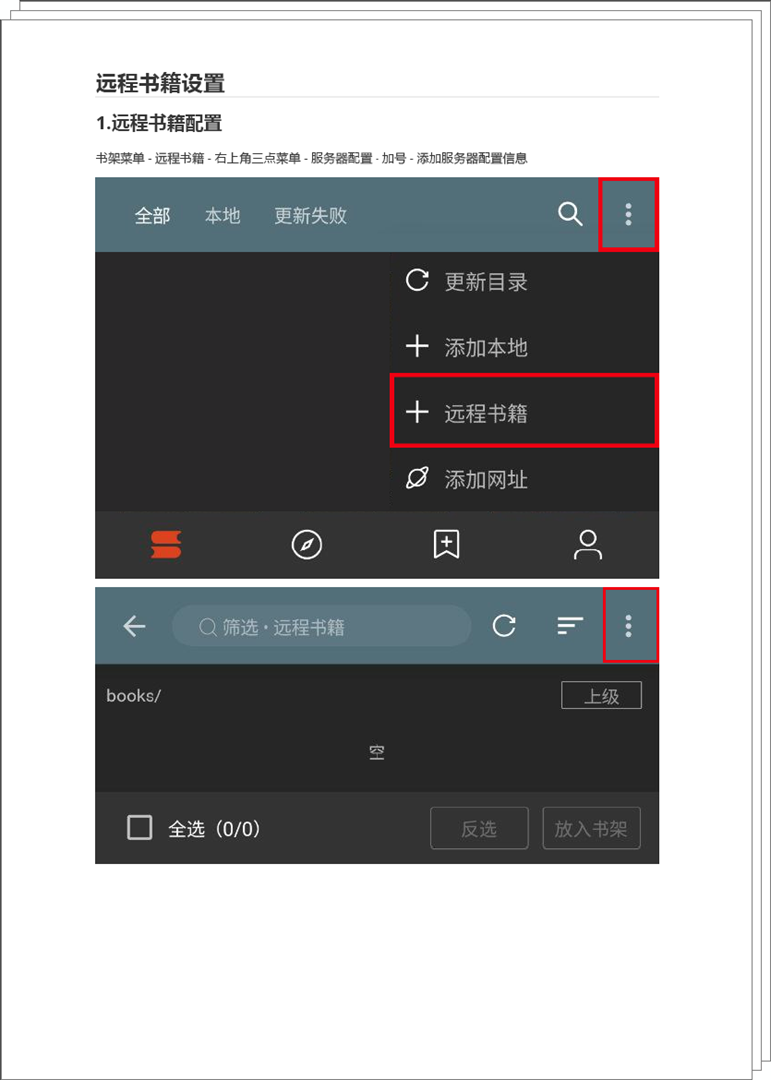 远程书籍设置
1.远程书籍配置
书架菜单 - 远程书籍 - 右上角三点菜单 - 服务器配置 - 加号 - 添加服务器配置信息
全部 本地 更新失败
更新目录
添加本地
远程书籍
添加网址
筛选·远程书籍
books/ 上级
空
全选（0/0） 反选 放入书架